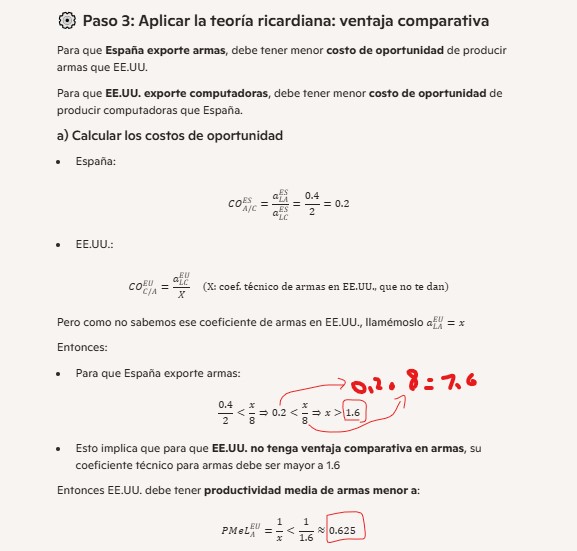 Paso 3: Aplicar la teoría ricardiana: ventaja comparativa
Para que España exporte armas, debe tener menor costo de oportunidad de producir
armas que EE.UU.
Para que EE.UU. exporte computadoras, debe tener menor costo de oportunidad de
producir computadoras que España.
a) Calcular los costos de oportunidad
• España:
CO_{A/C}^{ES} = \frac{a_{LA}^{ES}}{a_{LC}^{ES}} = \frac{0.4}{2} = 0.2
• EE.UU.:
CO_{C/A}^{EU} = \frac{a_{LC}^{EU}}{X} (X: coef. técnico de armas en EE.UU., que no te dan)
Pero como no sabemos ese coeficiente de armas en EE.UU., llamémoslo a_{LA}^{EU} = x
Entonces:
• Para que España exporte armas:
0.2 · 8 = 1.6
\frac{0.4}{2} < \frac{x}{8} ⇒ 0.2 < \frac{x}{8} ⇒ x > 1.6
• Esto implica que para que EE.UU. no tenga ventaja comparativa en armas, su
coeficiente técnico para armas debe ser mayor a 1.6
Entonces EE.UU. debe tener productividad media de armas menor a:
PMeL_{A}^{EU} = \frac{1}{x} < \frac{1}{1.6} ≈ 0.625